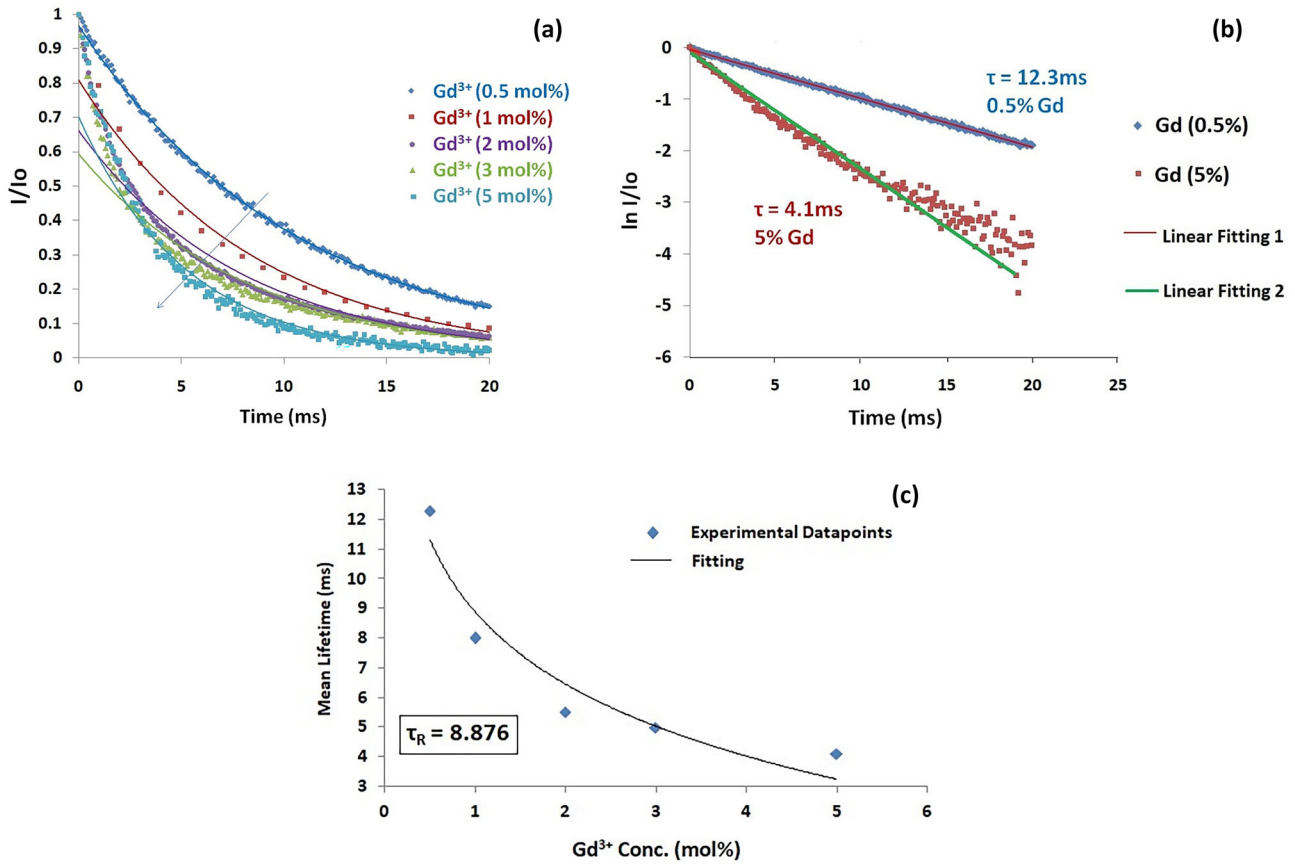 (a)
1
0.9
0.8
0.7
0.6
0.5
0.4
0.3
0.2
0.1
0
I/Io
0 5 10 15 20
Time (ms)
Gd³⁺ (0.5 mol%)
Gd³⁺ (1 mol%)
Gd³⁺ (2 mol%)
Gd³⁺ (3 mol%)
Gd³⁺ (5 mol%)
(b)
0
-1
-2
-3
-4
-5
-6
ln I/Io
0 5 10 15 20 25
Time (ms)
τ = 12.3ms
0.5% Gd
τ = 4.1ms
5% Gd
Gd (0.5%)
Gd (5%)
Linear Fitting 1
Linear Fitting 2
(c)
13
12
11
10
9
8
7
6
5
4
3
Mean Lifetime (ms)
0 1 2 3 4 5 6
Gd³⁺ Conc. (mol%)
Experimental Datapoints
Fitting
τR = 8.876